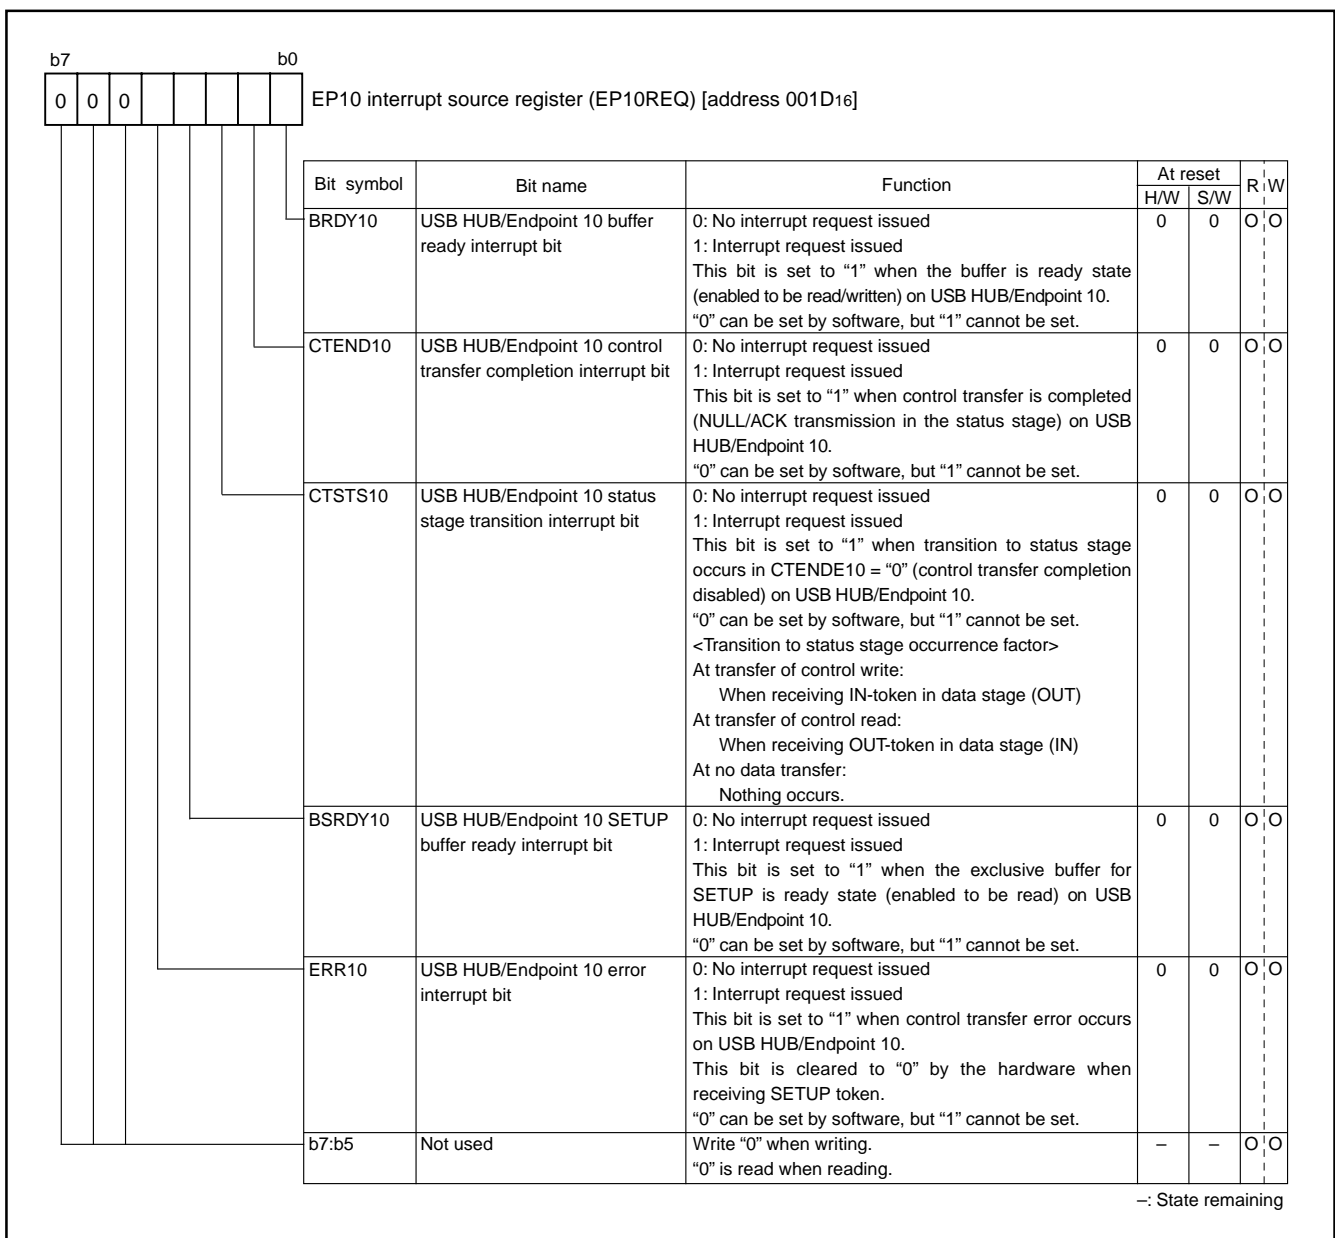 b7 b0
0 0 0 EP10 interrupt source register (EP10REQ) [address 001D16]
Bit symbol Bit name Function At reset R W
H/W S/W
BRDY10 USB HUB/Endpoint 10 buffer 0: No interrupt request issued 0 0 O O
ready interrupt bit 1: Interrupt request issued
This bit is set to “1” when the buffer is ready state
(enabled to be read/written) on USB HUB/Endpoint 10.
“0” can be set by software, but “1” cannot be set.
CTEND10 USB HUB/Endpoint 10 control 0: No interrupt request issued 0 0 O O
transfer completion interrupt bit 1: Interrupt request issued
This bit is set to “1” when control transfer is completed
(NULL/ACK transmission in the status stage) on USB
HUB/Endpoint 10.
“0” can be set by software, but “1” cannot be set.
CTSTS10 USB HUB/Endpoint 10 status 0: No interrupt request issued 0 0 O O
stage transition interrupt bit 1: Interrupt request issued
This bit is set to “1” when transition to status stage
occurs in CTENDE10 = “0” (control transfer completion
disabled) on USB HUB/Endpoint 10.
“0” can be set by software, but “1” cannot be set.
<Transition to status stage occurrence factor>
At transfer of control write:
When receiving IN-token in data stage (OUT)
At transfer of control read:
When receiving OUT-token in data stage (IN)
At no data transfer:
Nothing occurs.
BSRDY10 USB HUB/Endpoint 10 SETUP 0: No interrupt request issued 0 0 O O
buffer ready interrupt bit 1: Interrupt request issued
This bit is set to “1” when the exclusive buffer for
SETUP is ready state (enabled to be read) on USB
HUB/Endpoint 10.
“0” can be set by software, but “1” cannot be set.
ERR10 USB HUB/Endpoint 10 error 0: No interrupt request issued 0 0 O O
interrupt bit 1: Interrupt request issued
This bit is set to “1” when control transfer error occurs
on USB HUB/Endpoint 10.
This bit is cleared to “0” by the hardware when
receiving SETUP token.
“0” can be set by software, but “1” cannot be set.
b7:b5 Not used Write “0” when writing. – – O O
“0” is read when reading.
–: State remaining